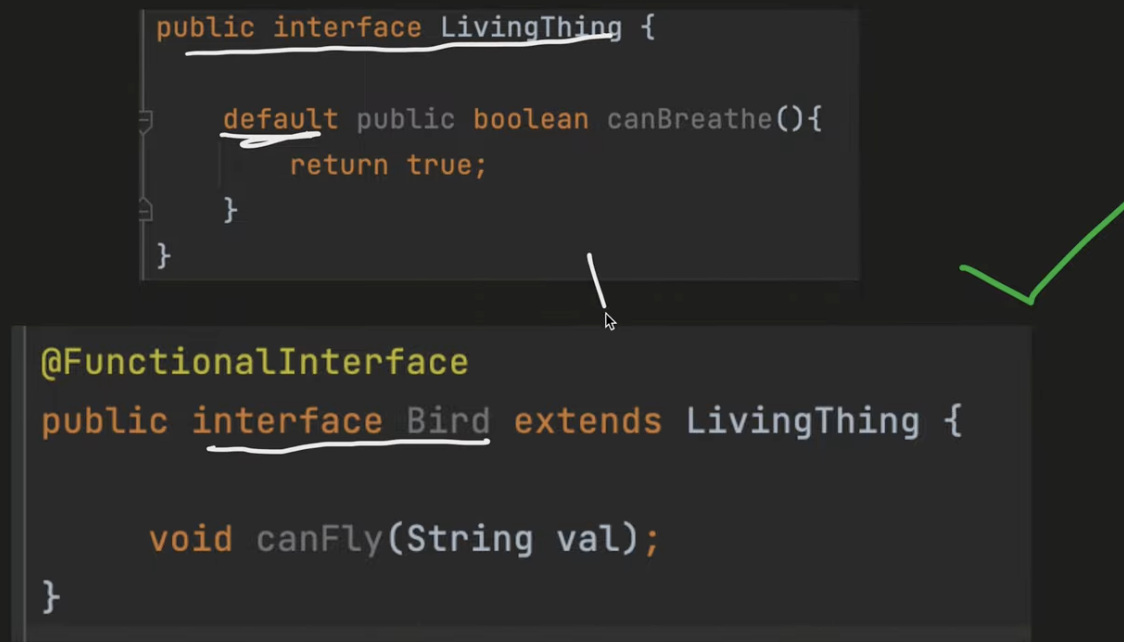 public interface LivingThing {
default public boolean canBreathe(){
return true;
}
}
@FunctionalInterface
public interface Bird extends LivingThing {
void canFly(String val);
}